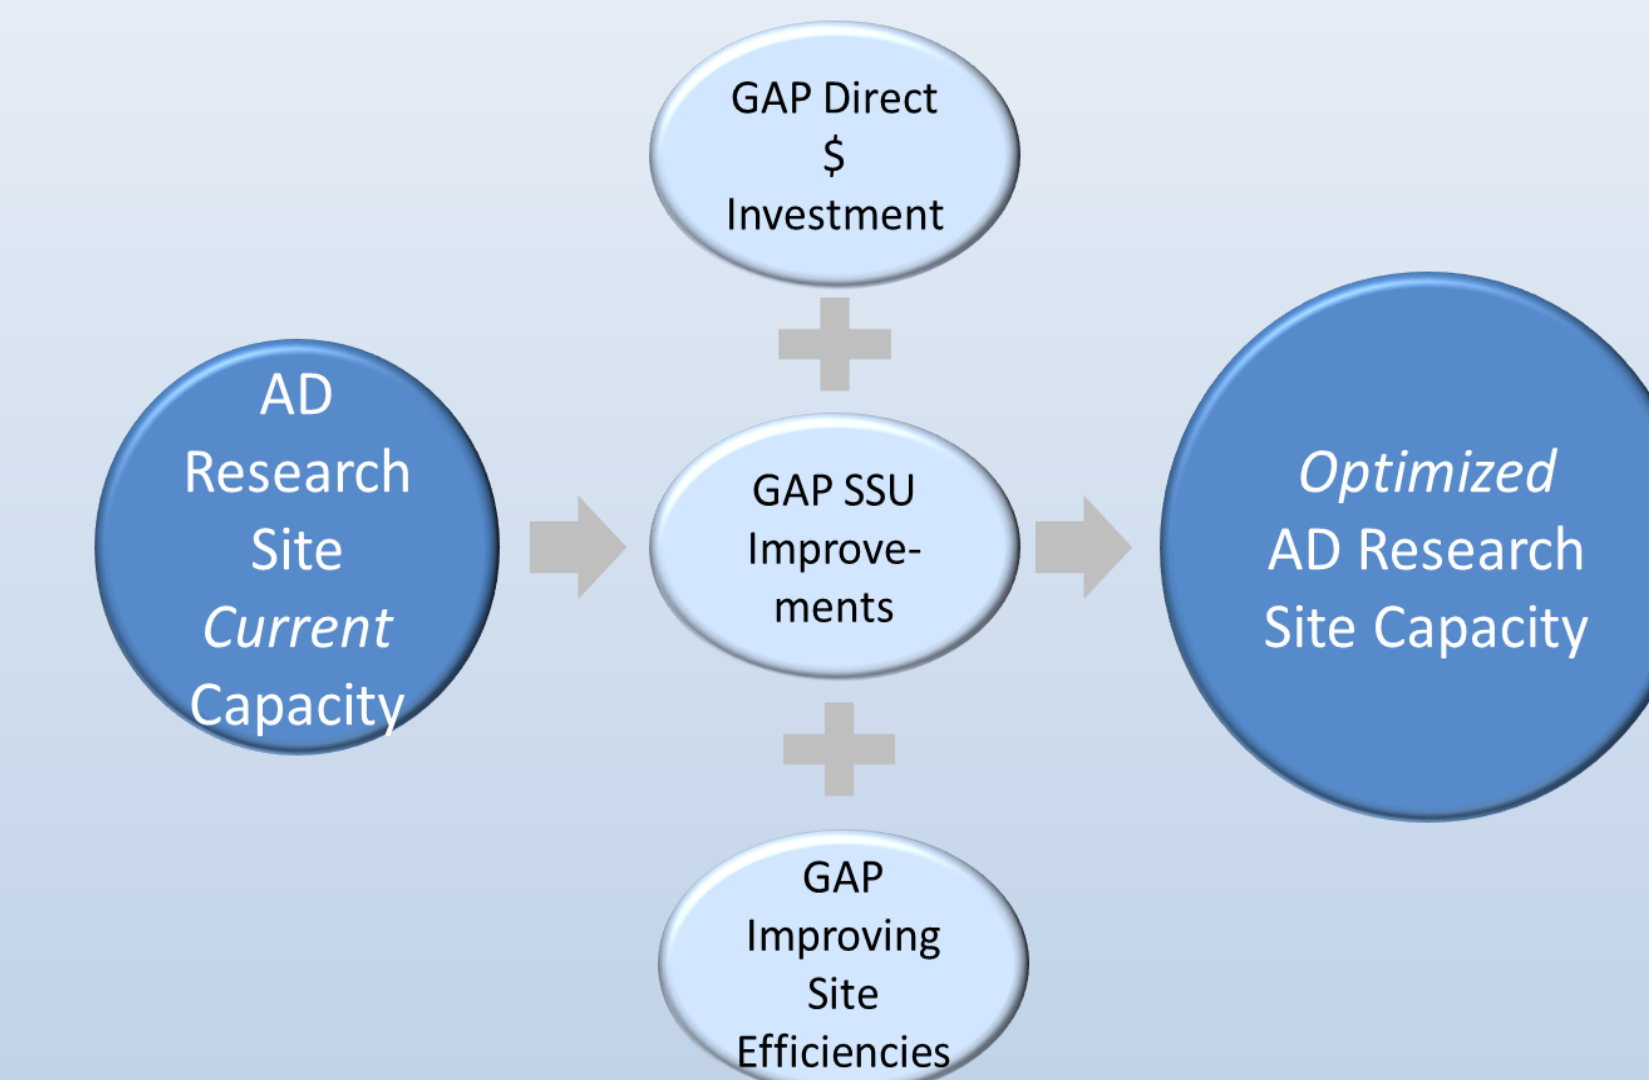 GAP Direct
$
Investment
AD
Research
Site
Current
Capacity
GAP SSU
Improve-
ments
Optimized
AD Research
Site Capacity
GAP
Improving
Site
Efficiencies